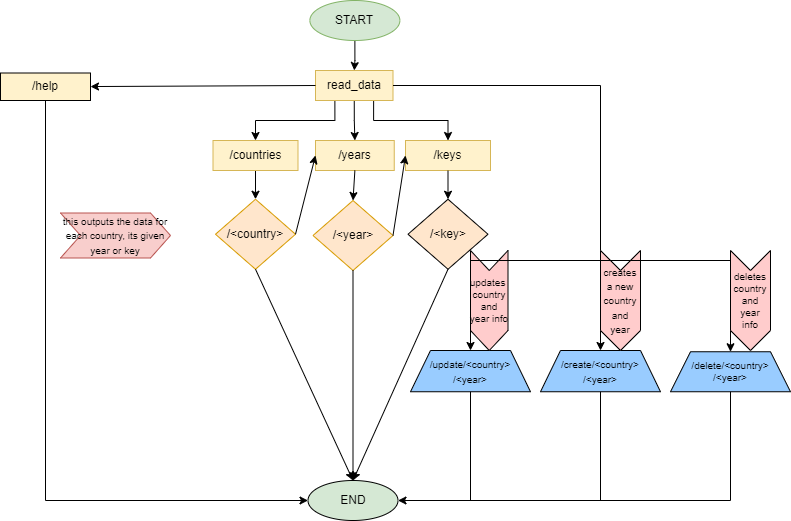 START
/help
read_data
/countries
/years
/keys
this outputs the data for
each country, its given
year or key
/<country>
/<year>
/<key>
updates
country
and
year info
creates
a new
country
and
year
deletes
country
and
year
info
/update/<country>
/<year>
/create/<country>
/<year>
/delete/<country>
/<year>
END